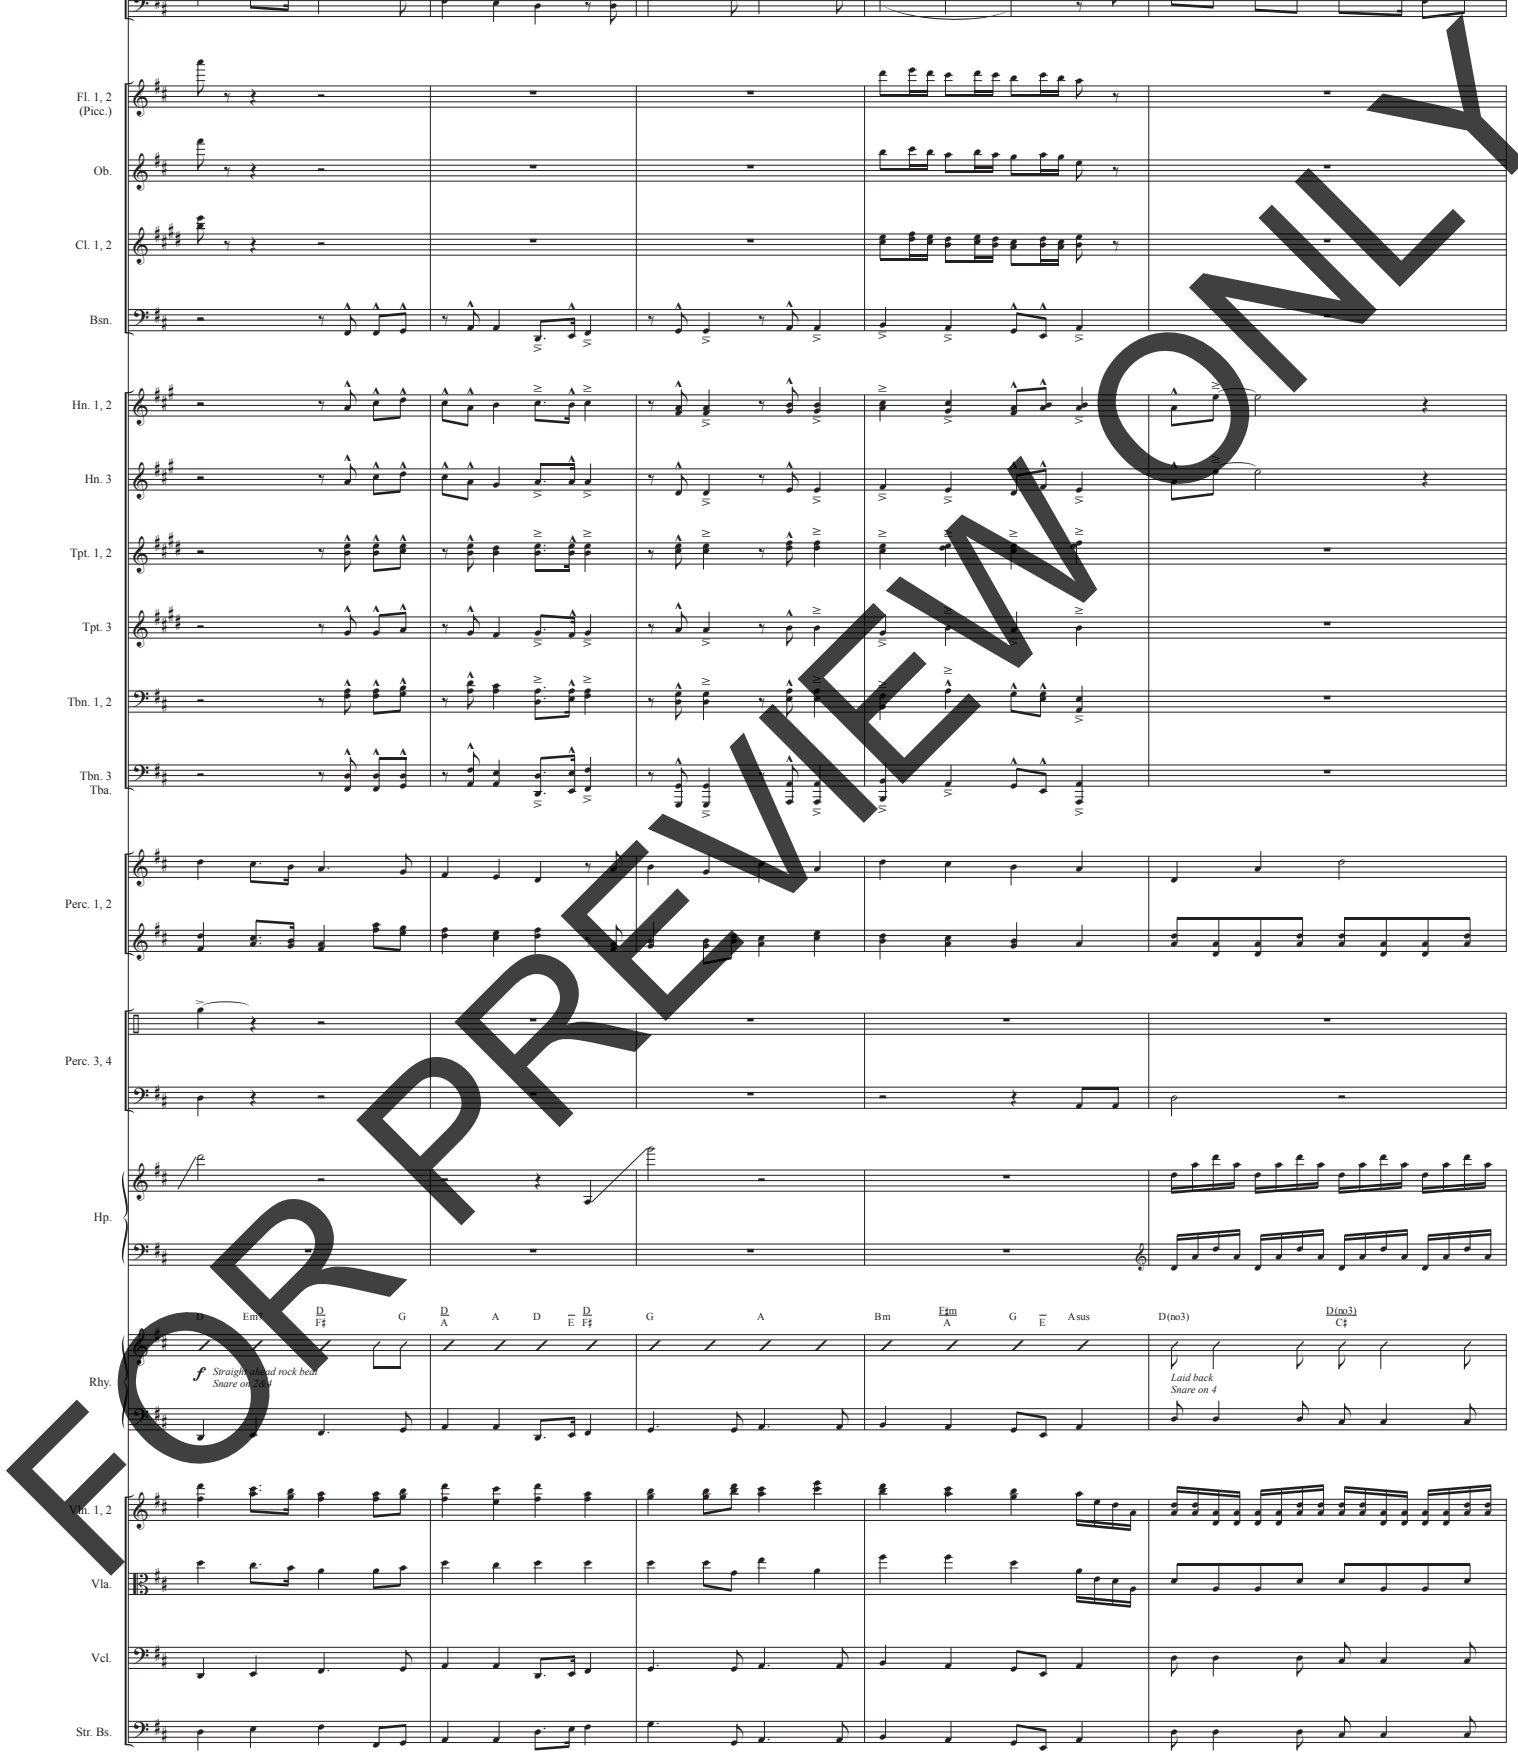 Fl. 1, 2
(Picc.)
Ob.
Cl. 1, 2
Bsn.
Hn. 1, 2
Hn. 3
Tpt. 1, 2
Tpt. 3
Tbn. 1, 2
Tbn. 3
Tba.
Perc. 1, 2
Perc. 3, 4
Hp.
D Em7 D/F♯ G D/A A D E D/F♯ G A Bm F♯m/A G E Asus D(no3) D(no3)/C♯
Rhy.
f Straight ahead rock beat
Snare on 2&4
Laid back
Snare on 4
Vln. 1, 2
Vla.
Vcl.
Str. Bs.
FOR PREVIEW ONLY